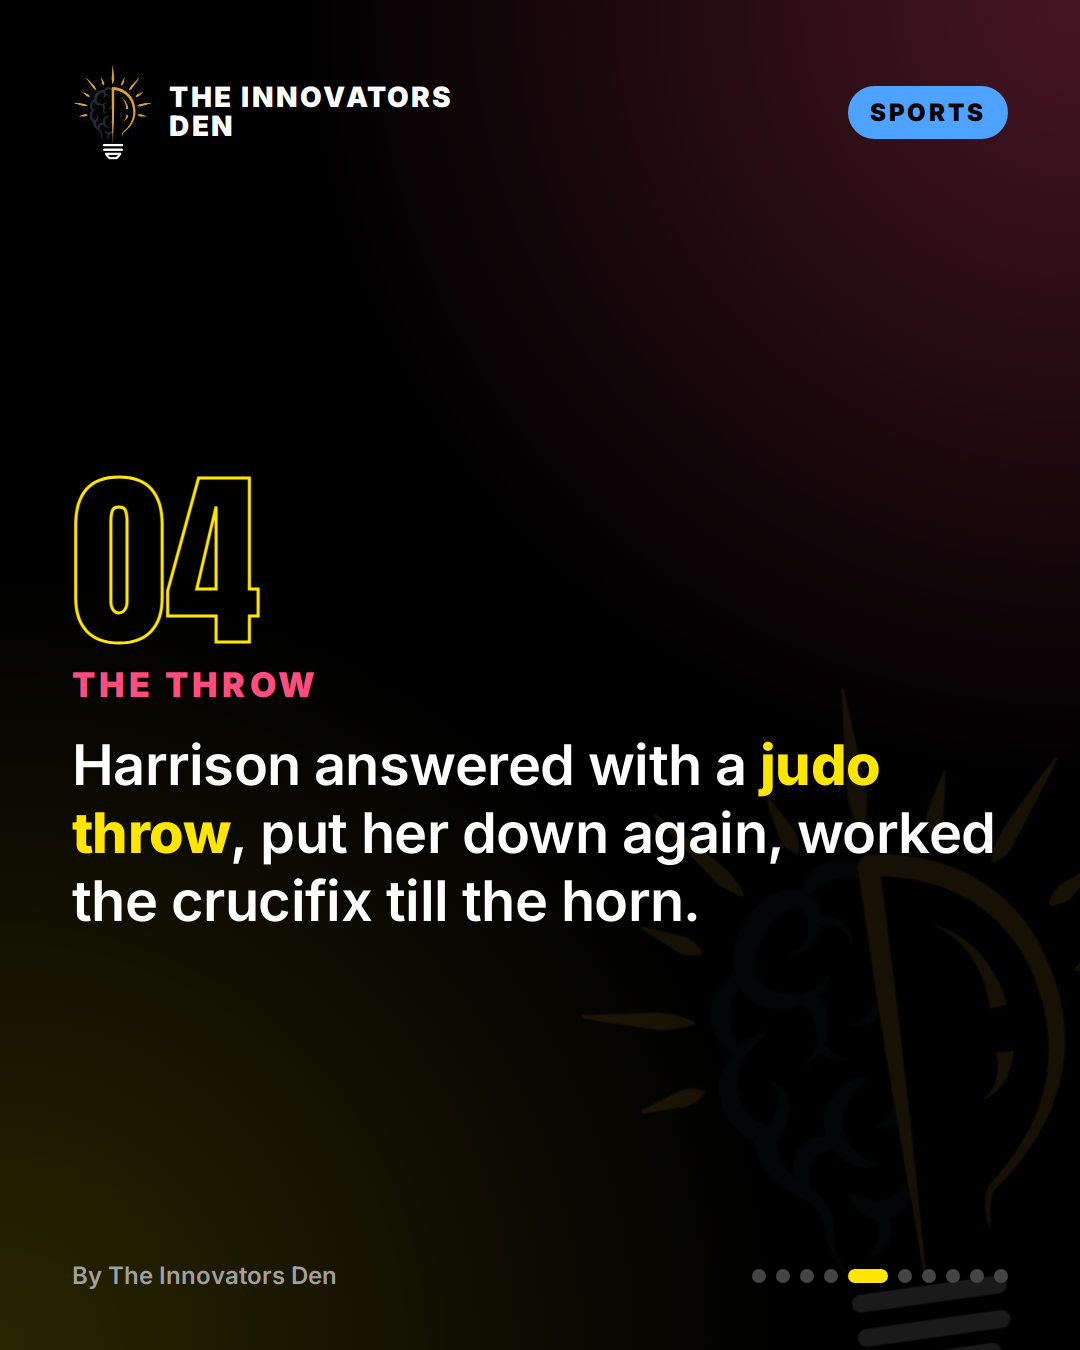 THE INNOVATORS
DEN
SPORTS
04
THE THROW
Harrison answered with a judo
throw, put her down again, worked
the crucifix till the horn.
By The Innovators Den